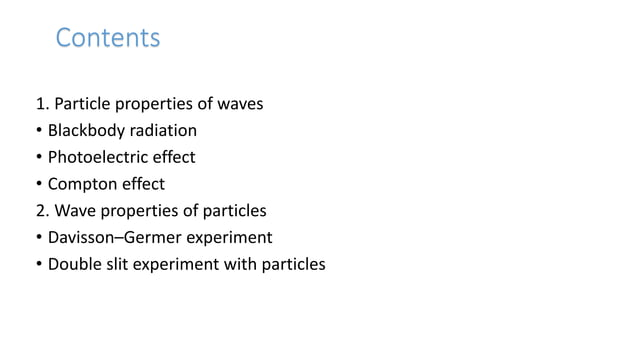 Contents
1. Particle properties of waves
• Blackbody radiation
• Photoelectric effect
• Compton effect
2. Wave properties of particles
• Davisson–Germer experiment
• Double slit experiment with particles